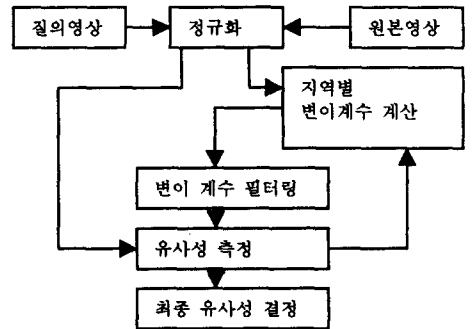 질의영상
정규화
원본영상
지역별
변이계수 계산
변이 계수 필터링
유사성 측정
최종 유사성 결정